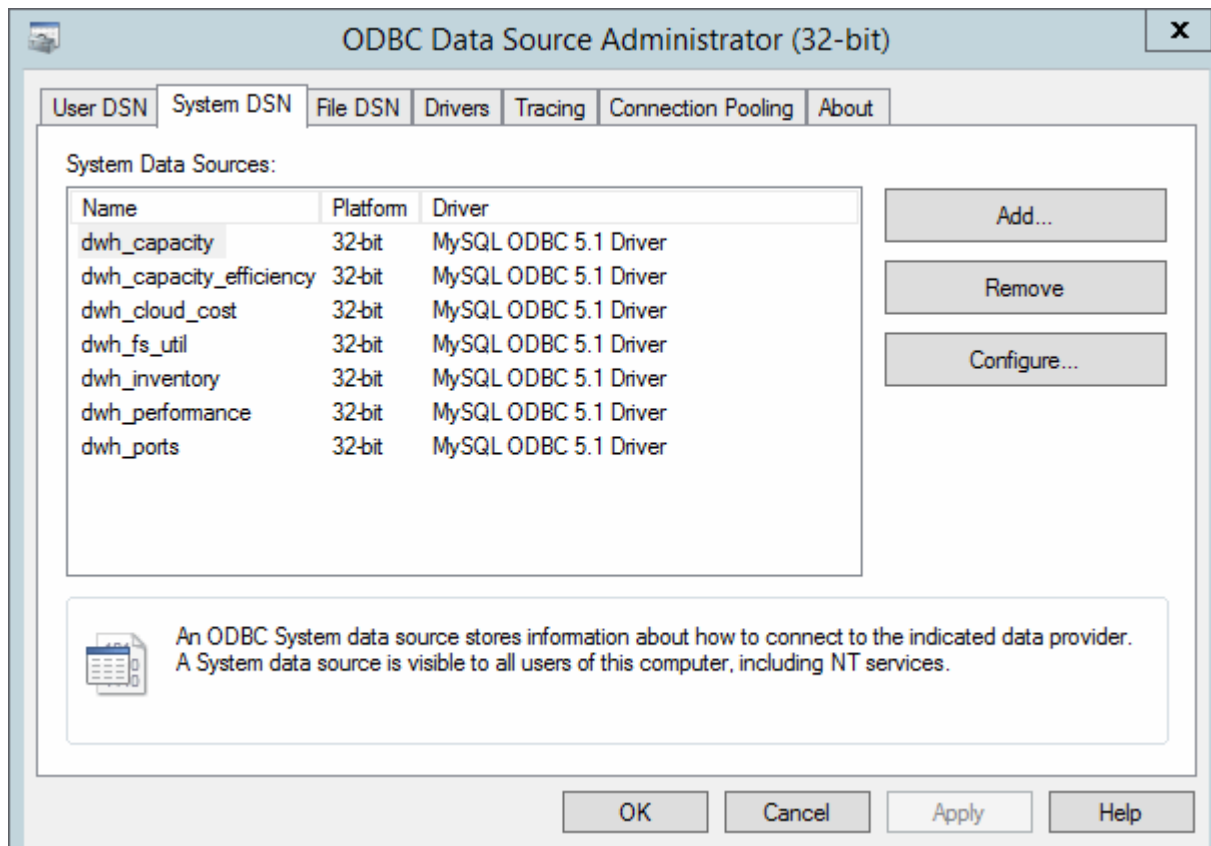 ODBC Data Source Administrator (32-bit)
x
User DSN System DSN File DSN Drivers Tracing Connection Pooling About
System Data Sources:
Name Platform Driver
dwh_capacity 32-bit MySQL ODBC 5.1 Driver
dwh_capacity_efficiency 32-bit MySQL ODBC 5.1 Driver
dwh_cloud_cost 32-bit MySQL ODBC 5.1 Driver
dwh_fs_util 32-bit MySQL ODBC 5.1 Driver
dwh_inventory 32-bit MySQL ODBC 5.1 Driver
dwh_performance 32-bit MySQL ODBC 5.1 Driver
dwh_ports 32-bit MySQL ODBC 5.1 Driver
Add...
Remove
Configure...
An ODBC System data source stores information about how to connect to the indicated data provider.
A System data source is visible to all users of this computer, including NT services.
OK Cancel Apply Help